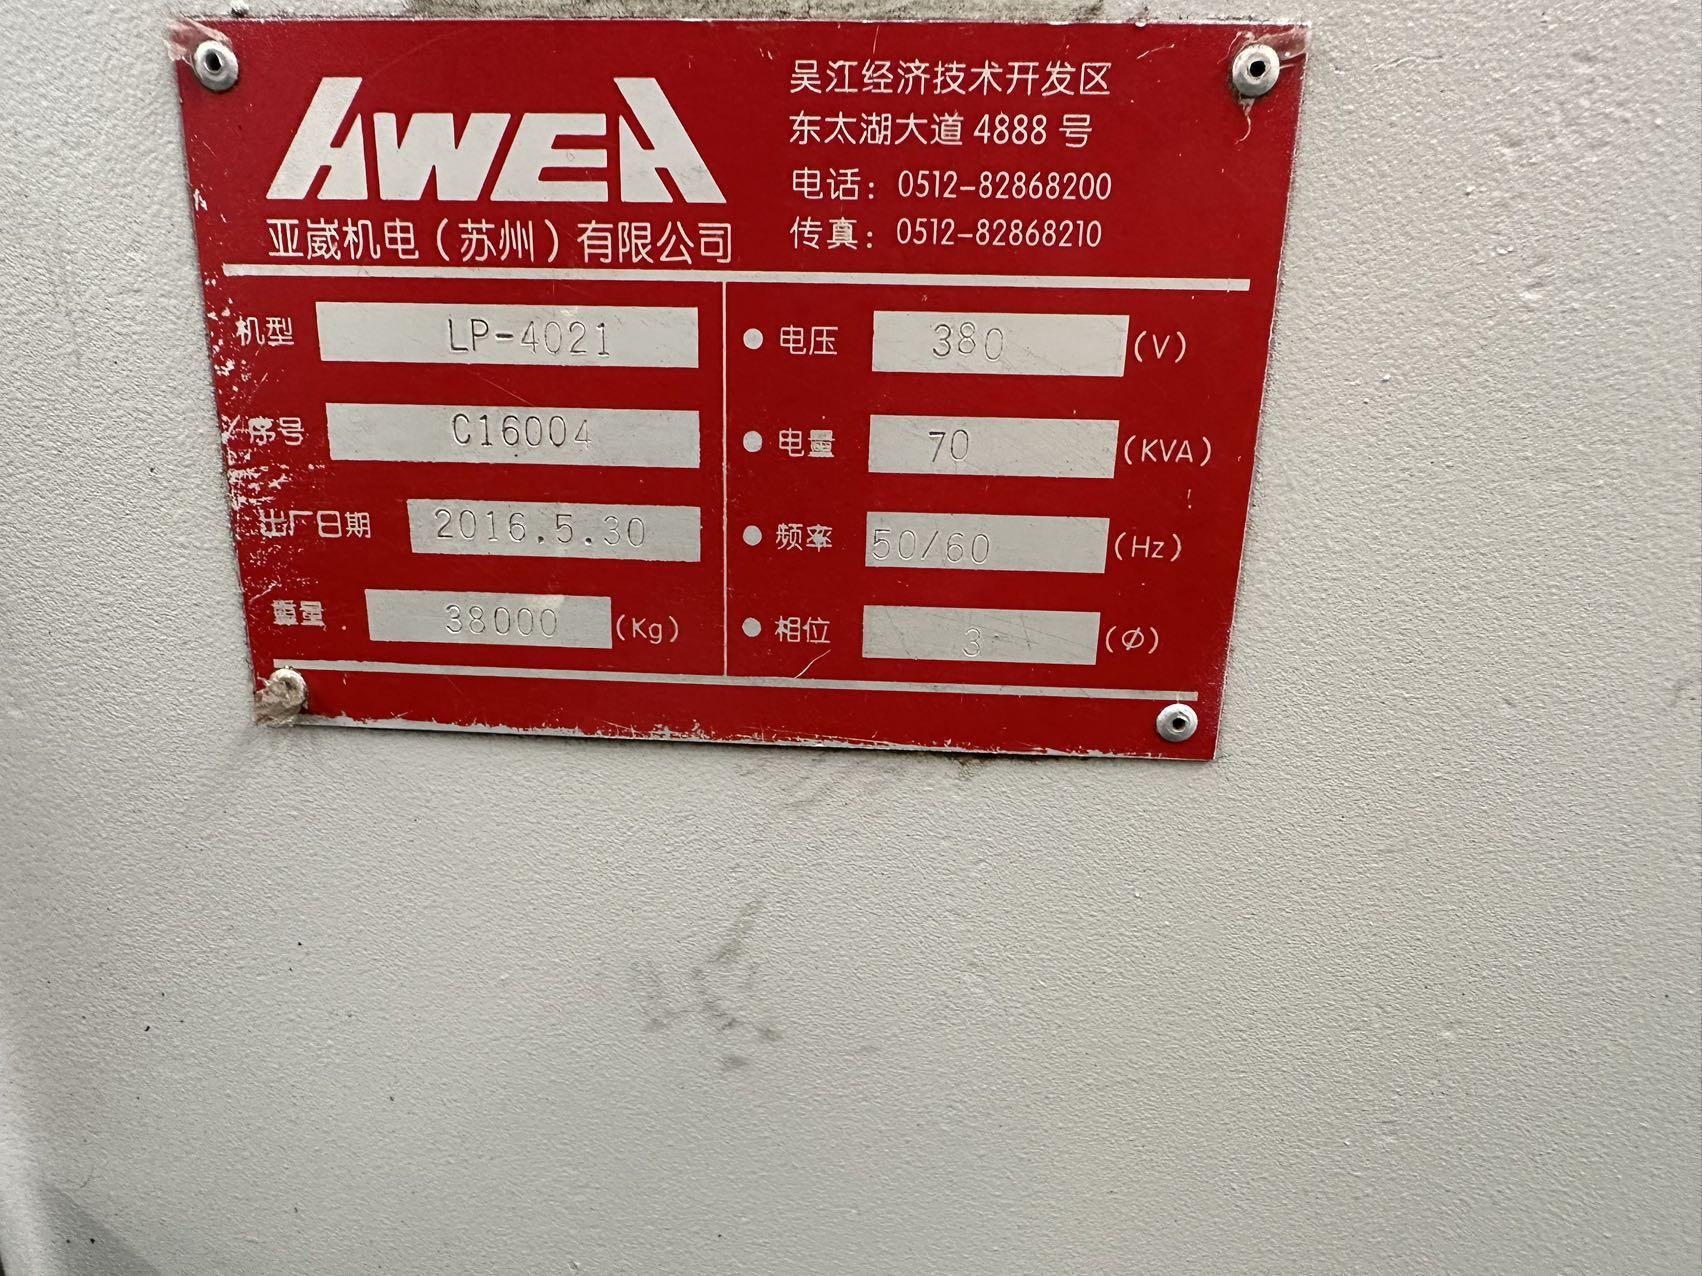 AWEA
亚崴机电（苏州）有限公司
吴江经济技术开发区
东太湖大道 4888 号
电话：0512-82868200
传真：0512-82868210
机型 LP-4021
序号 C16004
出厂日期 2016.5.30
重量 38000 (Kg)
电压 380 (V)
电量 70 (KVA)
频率 50/60 (Hz)
相位 3 (Φ)